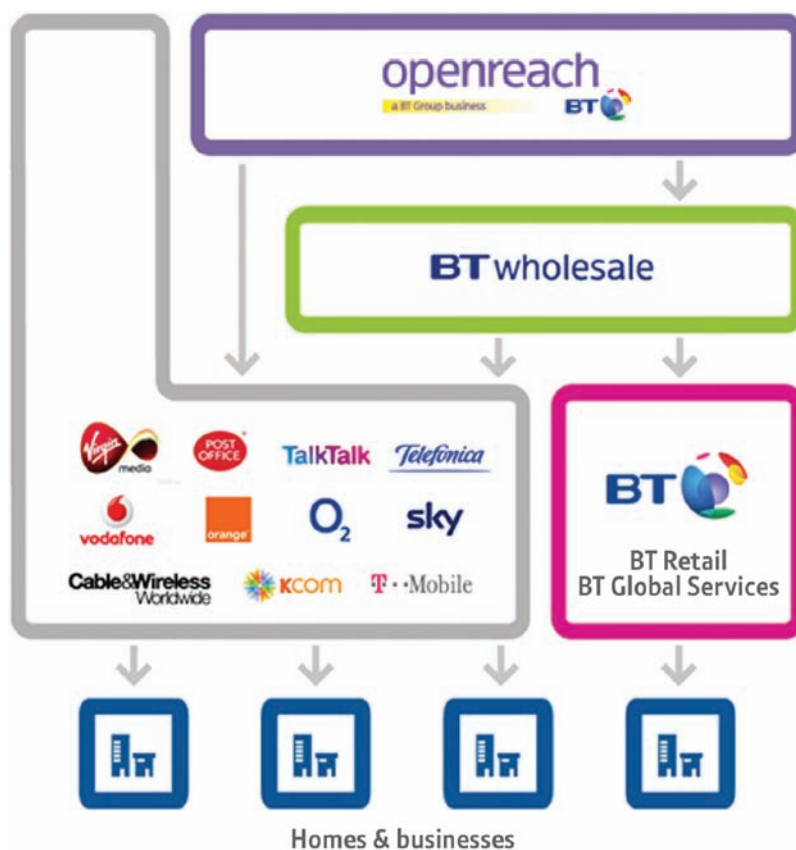 openreach
a BT Group business
BT
BT wholesale
Virgin
media
POST
OFFICE
TalkTalk
Telefónica
vodafone
orange
O2
sky
Cable&Wireless
Worldwide
KCOM
T··Mobile
BT
BT Retail
BT Global Services
Homes & businesses